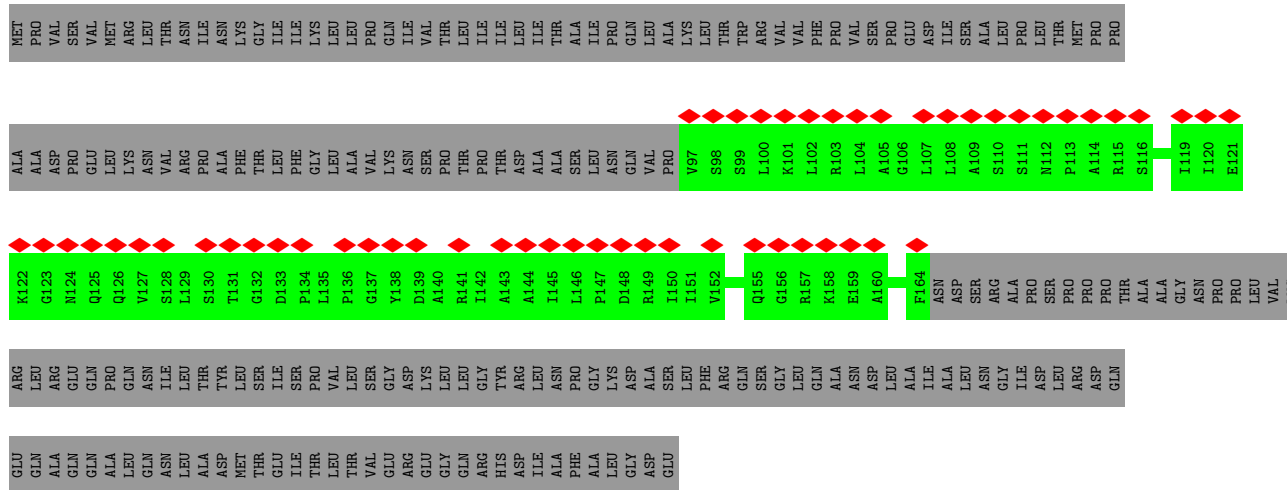 MET PRO VAL SER VAL MET ARG LEU THR ASN ILE ASN LYS GLY ILE ILE LYS LEU LEU PRO GLN ILE VAL THR LEU ILE ILE LEU ILE THR ALA ILE PRO GLN LEU ALA LYS LEU THR TRP ARG VAL VAL PHE PRO VAL SER PRO GLU ASP ILE SER ALA LEU PRO LEU THR MET PRO PRO
ALA ALA ASP PRO GLU LEU LYS ASN VAL ARG PRO ALA PHE THR LEU PHE GLY LEU ALA VAL LYS ASN SER PRO THR PRO THR ASP ALA ALA SER LEU ASN GLN VAL PRO V97 S98 S99 L100 K101 L102 R103 L104 A105 G106 L107 L108 A109 S110 S111 N112 P113 A114 R115 S116 I119 I120 E121
K122 G123 N124 Q125 Q126 V127 S128 L129 S130 T131 G132 D133 P134 L135 P136 G137 Y138 D139 A140 R141 I142 A143 A144 I145 L146 P147 D148 R149 I150 I151 V152 Q155 G156 R157 K158 E159 A160 F164 ASN ASP SER ARG ALA PRO SER PRO PRO PRO THR ALA ALA GLY ASN PRO PRO LEU VAL
ARG LEU ARG GLU GLN PRO GLN ASN ILE LEU THR TYR LEU SER ILE SER PRO VAL LEU SER GLY ASP LYS LEU LEU GLY TYR ARG LEU ASN PRO GLY LYS ASP ALA SER LEU PHE ARG GLN SER GLY LEU GLN ALA ASN ASP LEU ALA ILE ALA LEU ASN GLY ILE ASP LEU ARG ASP GLN
GLU GLN ALA GLN GLN ALA LEU GLN ASN LEU ALA ASP MET THR GLU ILE THR LEU THR VAL GLU ARG GLU GLY GLN ARG HIS ASP ILE ALA PHE ALA LEU GLY ASP GLU